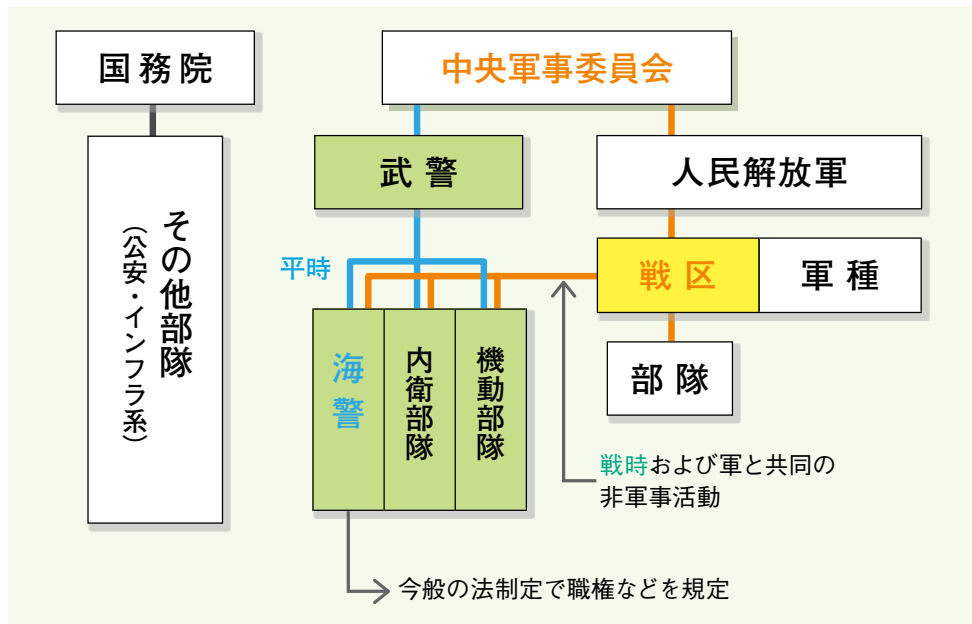 国務院
中央軍事委員会
武警
人民解放軍
その他部隊
（公安・インフラ系）
平時
戦区
軍種
海警
内衛部隊
機動部隊
部隊
戦時および軍と共同の
非軍事活動
今般の法制定で職権などを規定